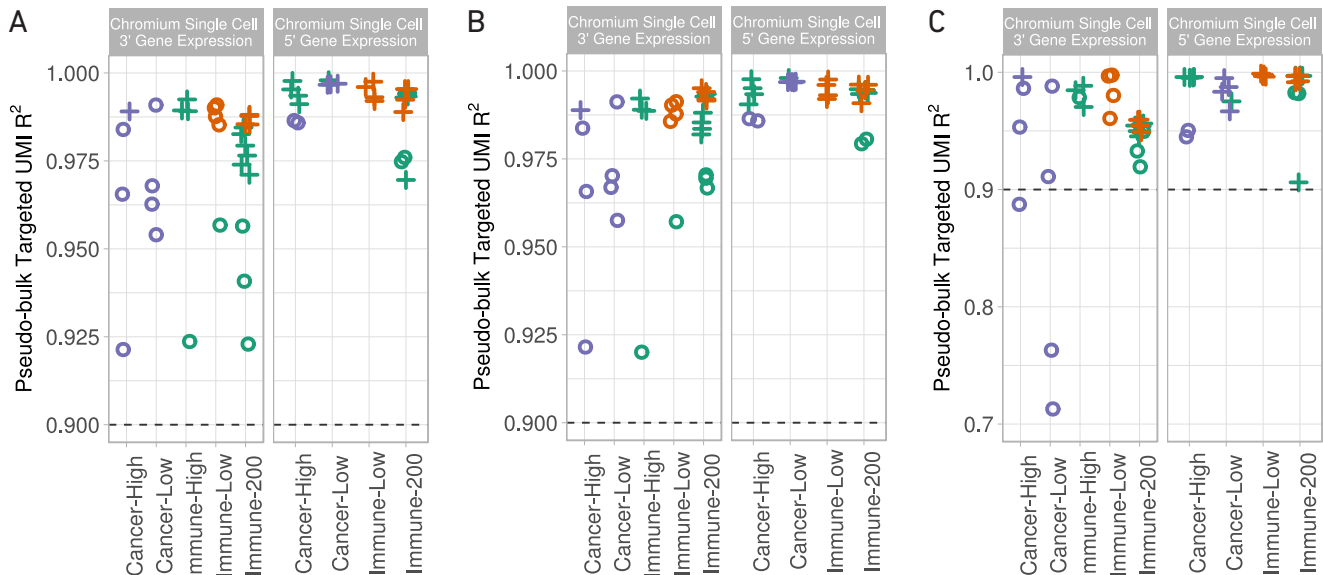 A
Chromium Single Cell
3' Gene Expression
Chromium Single Cell
5' Gene Expression
Pseudo-bulk Targeted UMI R²
1.000
0.975
0.950
0.925
0.900
Cancer-High
Cancer-Low
mmune-High
Immune-Low
Immune-200
Cancer-High
Cancer-Low
Immune-Low
Immune-200
B
Chromium Single Cell
3' Gene Expression
Chromium Single Cell
5' Gene Expression
Pseudo-bulk Targeted UMI R²
1.000
0.975
0.950
0.925
0.900
Cancer-High
Cancer-Low
Immune-High
Immune-Low
Immune-200
Cancer-High
Cancer-Low
Immune-Low
Immune-200
C
Chromium Single Cell
3' Gene Expression
Chromium Single Cell
5' Gene Expression
Pseudo-bulk Targeted UMI R²
1.0
0.9
0.8
0.7
Cancer-High
Cancer-Low
Immune-High
Immune-Low
Immune-200
Cancer-High
Cancer-Low
Immune-Low
Immune-200